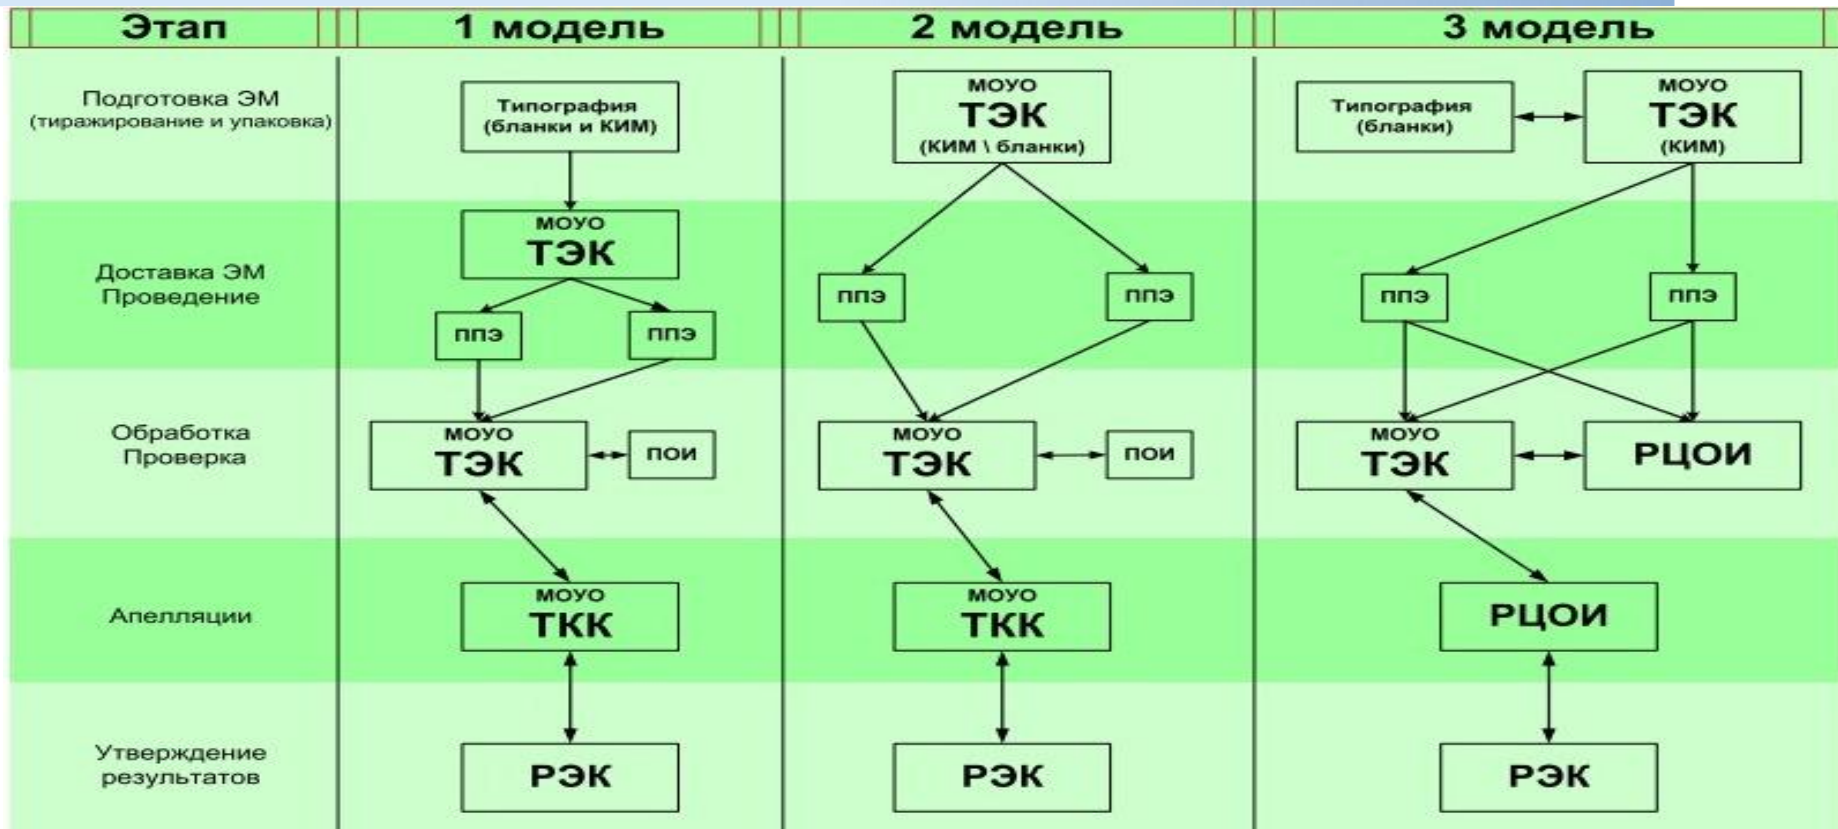 Этап
1 модель
2 модель
3 модель
Подготовка ЭМ
(тиражирование и упаковка)
Типография
(бланки и КИМ)
МОУО
ТЭК
(КИМ \ бланки)
Типография
(бланки)
МОУО
ТЭК
(КИМ)
Доставка ЭМ
Проведение
МОУО
ТЭК
ППЭ
ППЭ
ППЭ
ППЭ
ППЭ
ППЭ
Обработка
Проверка
МОУО
ТЭК
ПОИ
МОУО
ТЭК
ПОИ
МОУО
ТЭК
РЦОИ
Апелляции
МОУО
ТКК
МОУО
ТКК
РЦОИ
Утверждение
результатов
РЭК
РЭК
РЭК